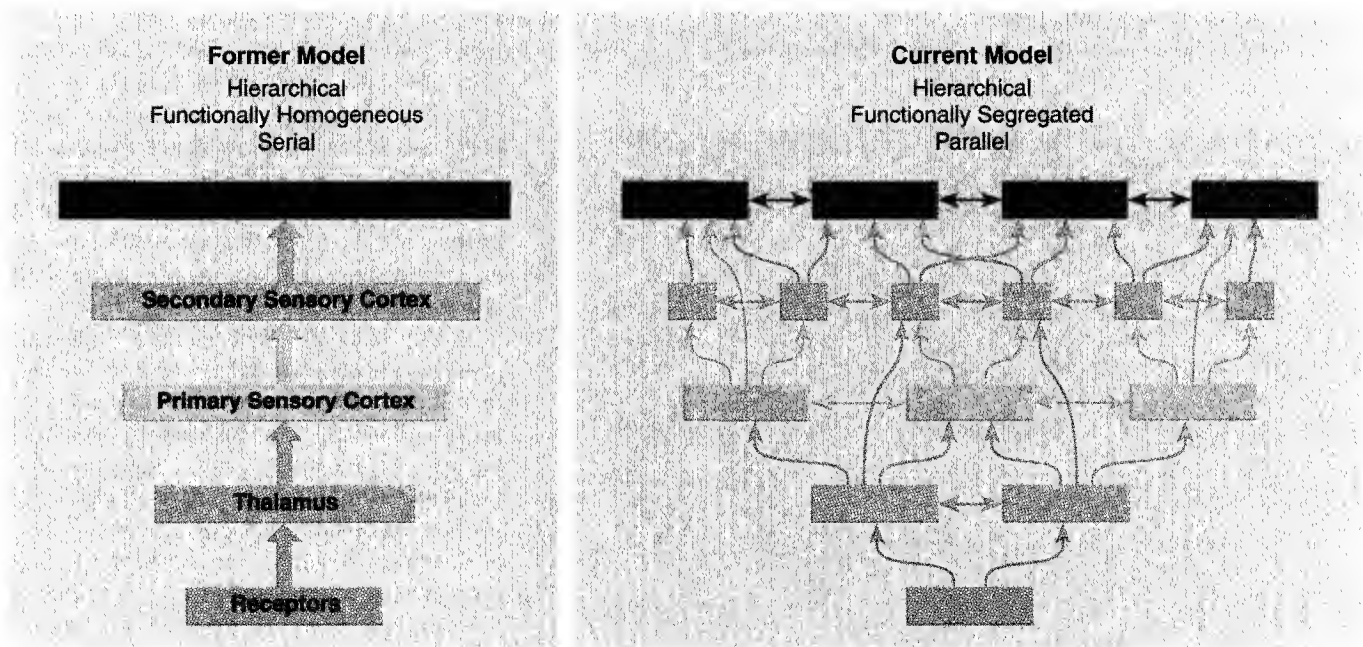 Former Model
Hierarchical
Functionally Homogeneous
Serial
Secondary Sensory Cortex
Primary Sensory Cortex
Thalamus
Receptors
Current Model
Hierarchical
Functionally Segregated
Parallel